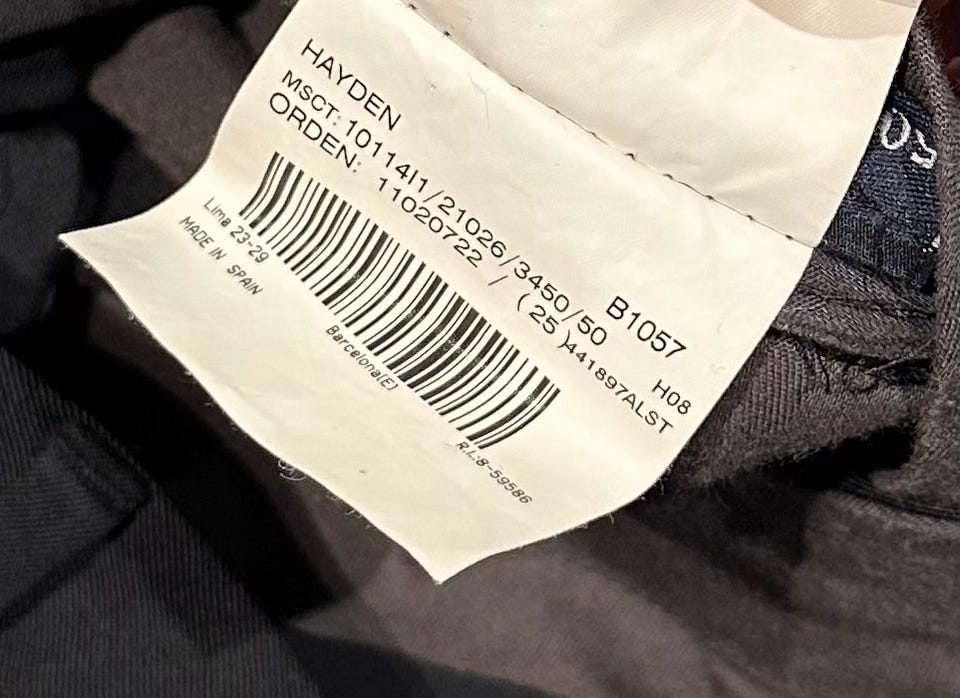 HAYDEN B1057
MSCT: 10114I1/21026/3450/50 H08
ORDEN: 11020722 / (25)441897ALST
Lima 23-29 Barcelona(E) R.I.:8-59586
MADE IN SPAIN